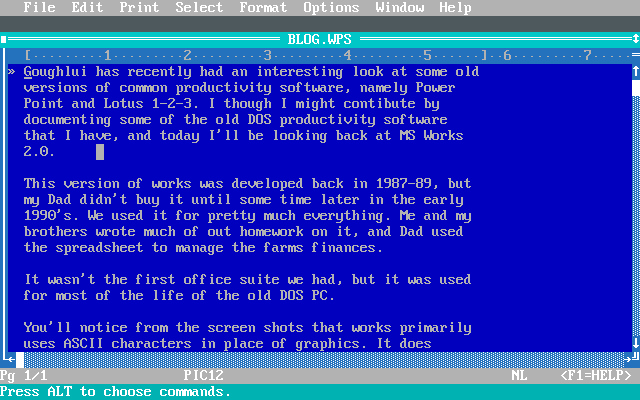 File Edit Print Select Format Options Window Help
BLOG.WPS
[........1.........2.........3.........4.........5.........].6.........7.....
» Goughlui has recently had an interesting look at some old
versions of common productivity software, namely Power
Point and Lotus 1-2-3. I though I might contibute by
documenting some of the old DOS productivity software
that I have, and today I'll be looking back at MS Works
2.0.
This version of works was developed back in 1987-89, but
my Dad didn't buy it until some time later in the early
1990's. We used it for pretty much everything. Me and my
brothers wrote much of out homework on it, and Dad used
the spreadsheet to manage the farms finances.
It wasn't the first office suite we had, but it was used
for most of the life of the old DOS PC.
You'll notice from the screen shots that works primarily
uses ASCII characters in place of graphics. It does
Pg 1/1 PIC12 NL <F1=HELP>
Press ALT to choose commands.